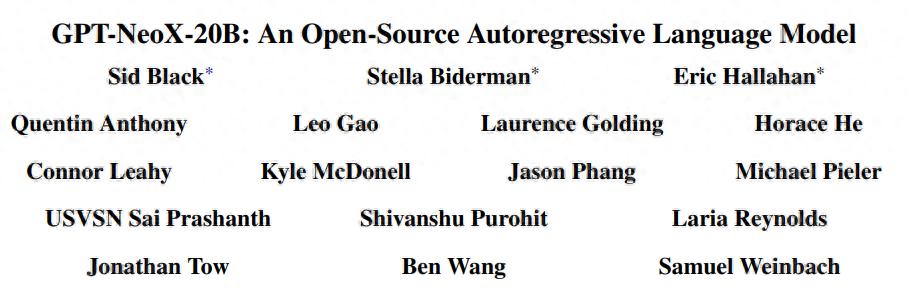 GPT-NeoX-20B: An Open-Source Autoregressive Language Model
Sid Black* Stella Biderman* Eric Hallahan*
Quentin Anthony Leo Gao Laurence Golding Horace He
Connor Leahy Kyle McDonell Jason Phang Michael Pieler
USVSN Sai Prashanth Shivanshu Purohit Laria Reynolds
Jonathan Tow Ben Wang Samuel Weinbach